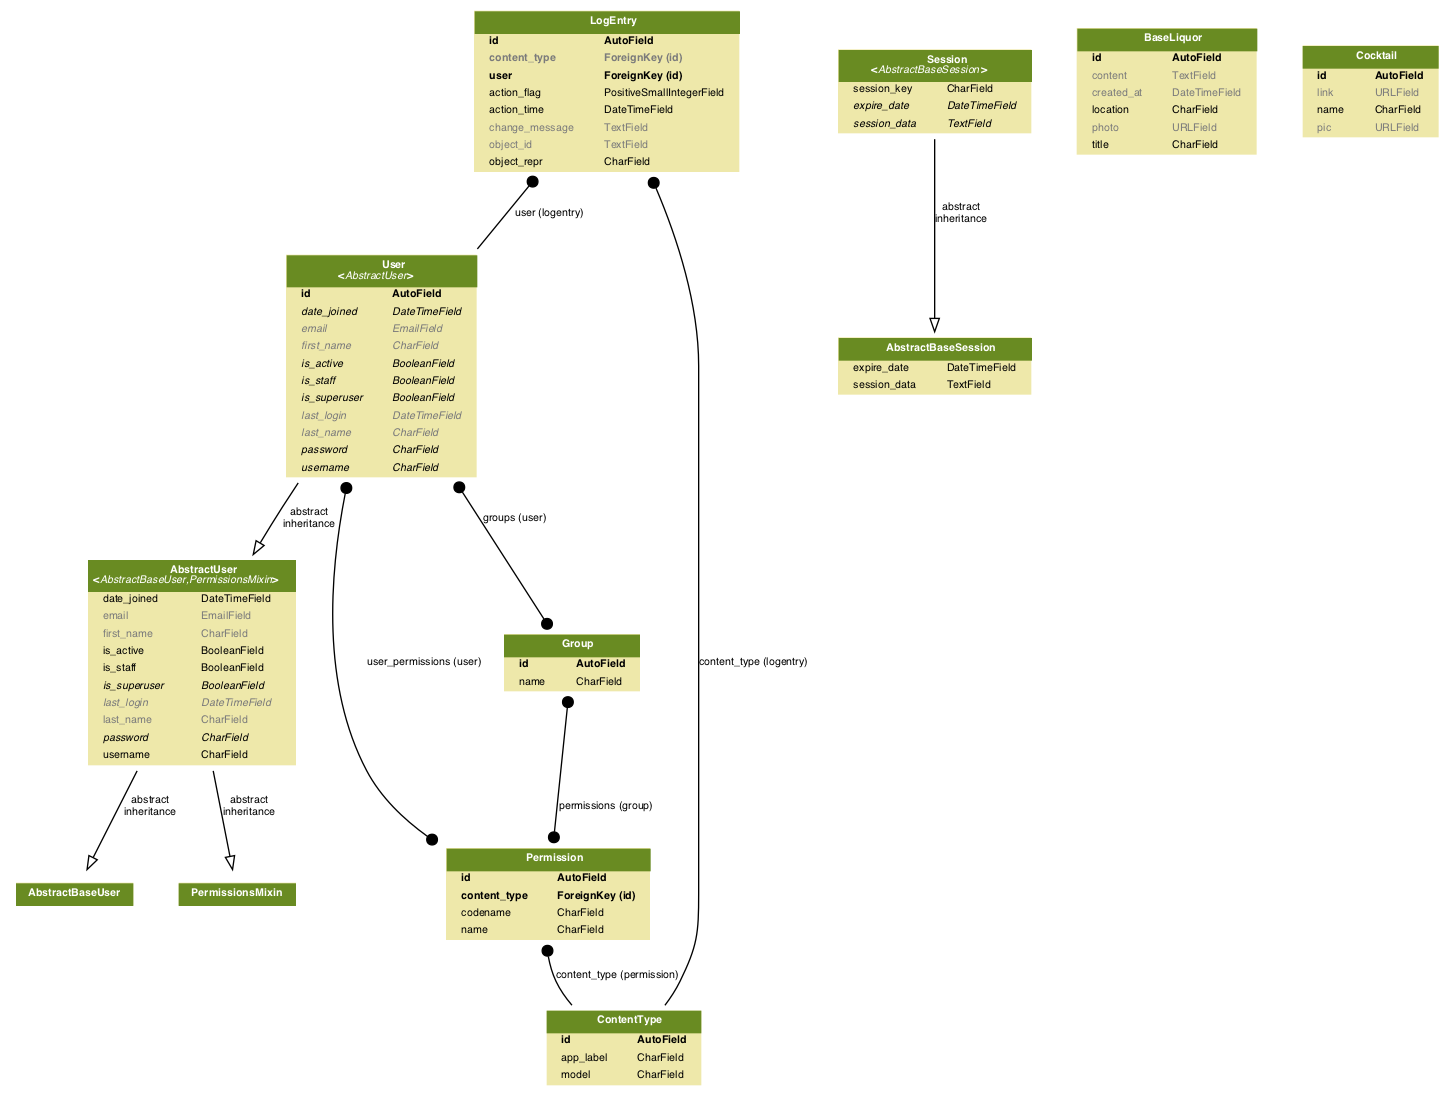 LogEntry
id AutoField
content_type ForeignKey (id)
user ForeignKey (id)
action_flag PositiveSmallIntegerField
action_time DateTimeField
change_message TextField
object_id TextField
object_repr CharField
user (logentry)
User
<AbstractUser>
id AutoField
date_joined DateTimeField
email EmailField
first_name CharField
is_active BooleanField
is_staff BooleanField
is_superuser BooleanField
last_login DateTimeField
last_name CharField
password CharField
username CharField
abstract
inheritance
groups (user)
AbstractUser
<AbstractBaseUser,PermissionsMixin>
date_joined DateTimeField
email EmailField
first_name CharField
is_active BooleanField
is_staff BooleanField
is_superuser BooleanField
last_login DateTimeField
last_name CharField
password CharField
username CharField
user_permissions (user)
Group
id AutoField
name CharField
content_type (logentry)
abstract
inheritance
abstract
inheritance
permissions (group)
AbstractBaseUser
PermissionsMixin
Permission
id AutoField
content_type ForeignKey (id)
codename CharField
name CharField
content_type (permission)
ContentType
id AutoField
app_label CharField
model CharField
Session
<AbstractBaseSession>
session_key CharField
expire_date DateTimeField
session_data TextField
abstract
inheritance
AbstractBaseSession
expire_date DateTimeField
session_data TextField
BaseLiquor
id AutoField
content TextField
created_at DateTimeField
location CharField
photo URLField
title CharField
Cocktail
id AutoField
link URLField
name CharField
pic URLField